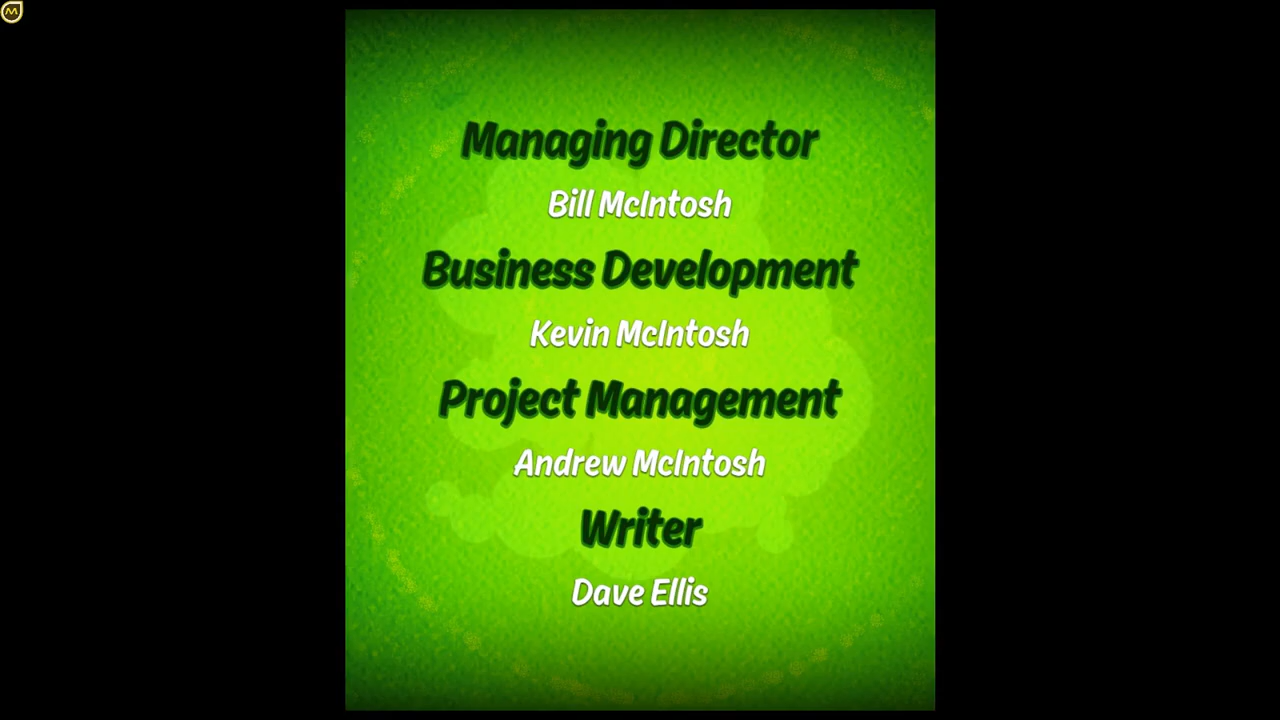 Managing Director
Bill McIntosh
Business Development
Kevin McIntosh
Project Management
Andrew McIntosh
Writer
Dave Ellis